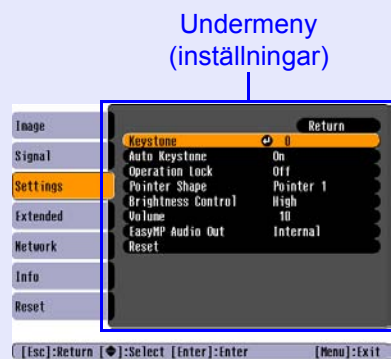 Undermeny
(inställningar)
Return
Image
Signal
Settings
Extended
Network
Info
Reset
Keystone 0
Auto Keystone On
Operation Lock Off
Pointer Shape Pointer 1
Brightness Control High
Volume 10
EasyMP Audio Out Internal
Reset
[Esc]:Return [◆]:Select [Enter]:Enter [Menu]:Exit